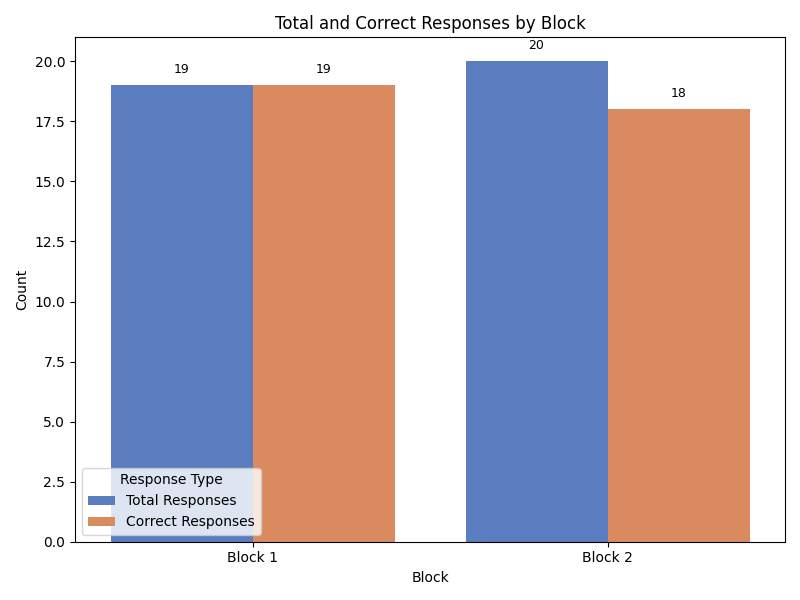 Total and Correct Responses by Block
20
19
19
18
20.0
17.5
15.0
12.5
10.0
7.5
5.0
2.5
0.0
Count
Response Type
Total Responses
Correct Responses
Block 1
Block 2
Block